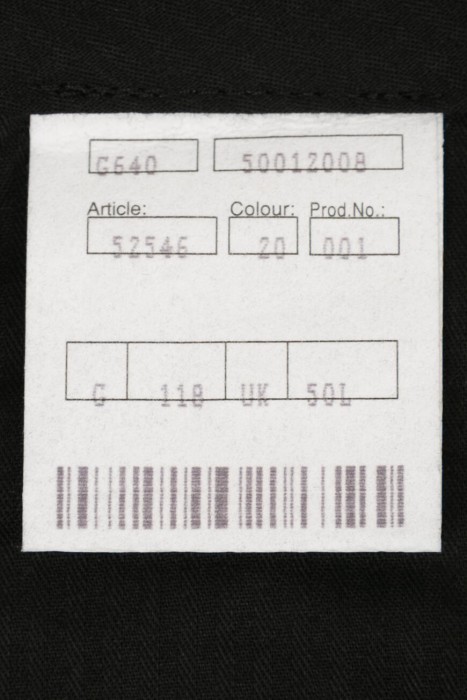 G640 50012008
Article: Colour: Prod.No.:
52546 20 001
G 118 UK 50L